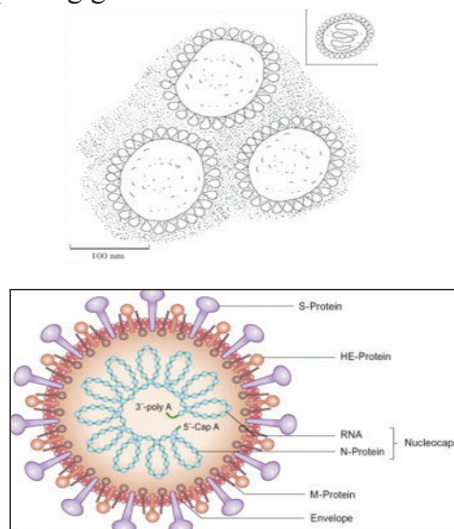 100 nm
S-Protein
HE-Protein
3´-poly A
5´-Cap A
RNA
N-Protein
Nucleocap
M-Protein
Envelope